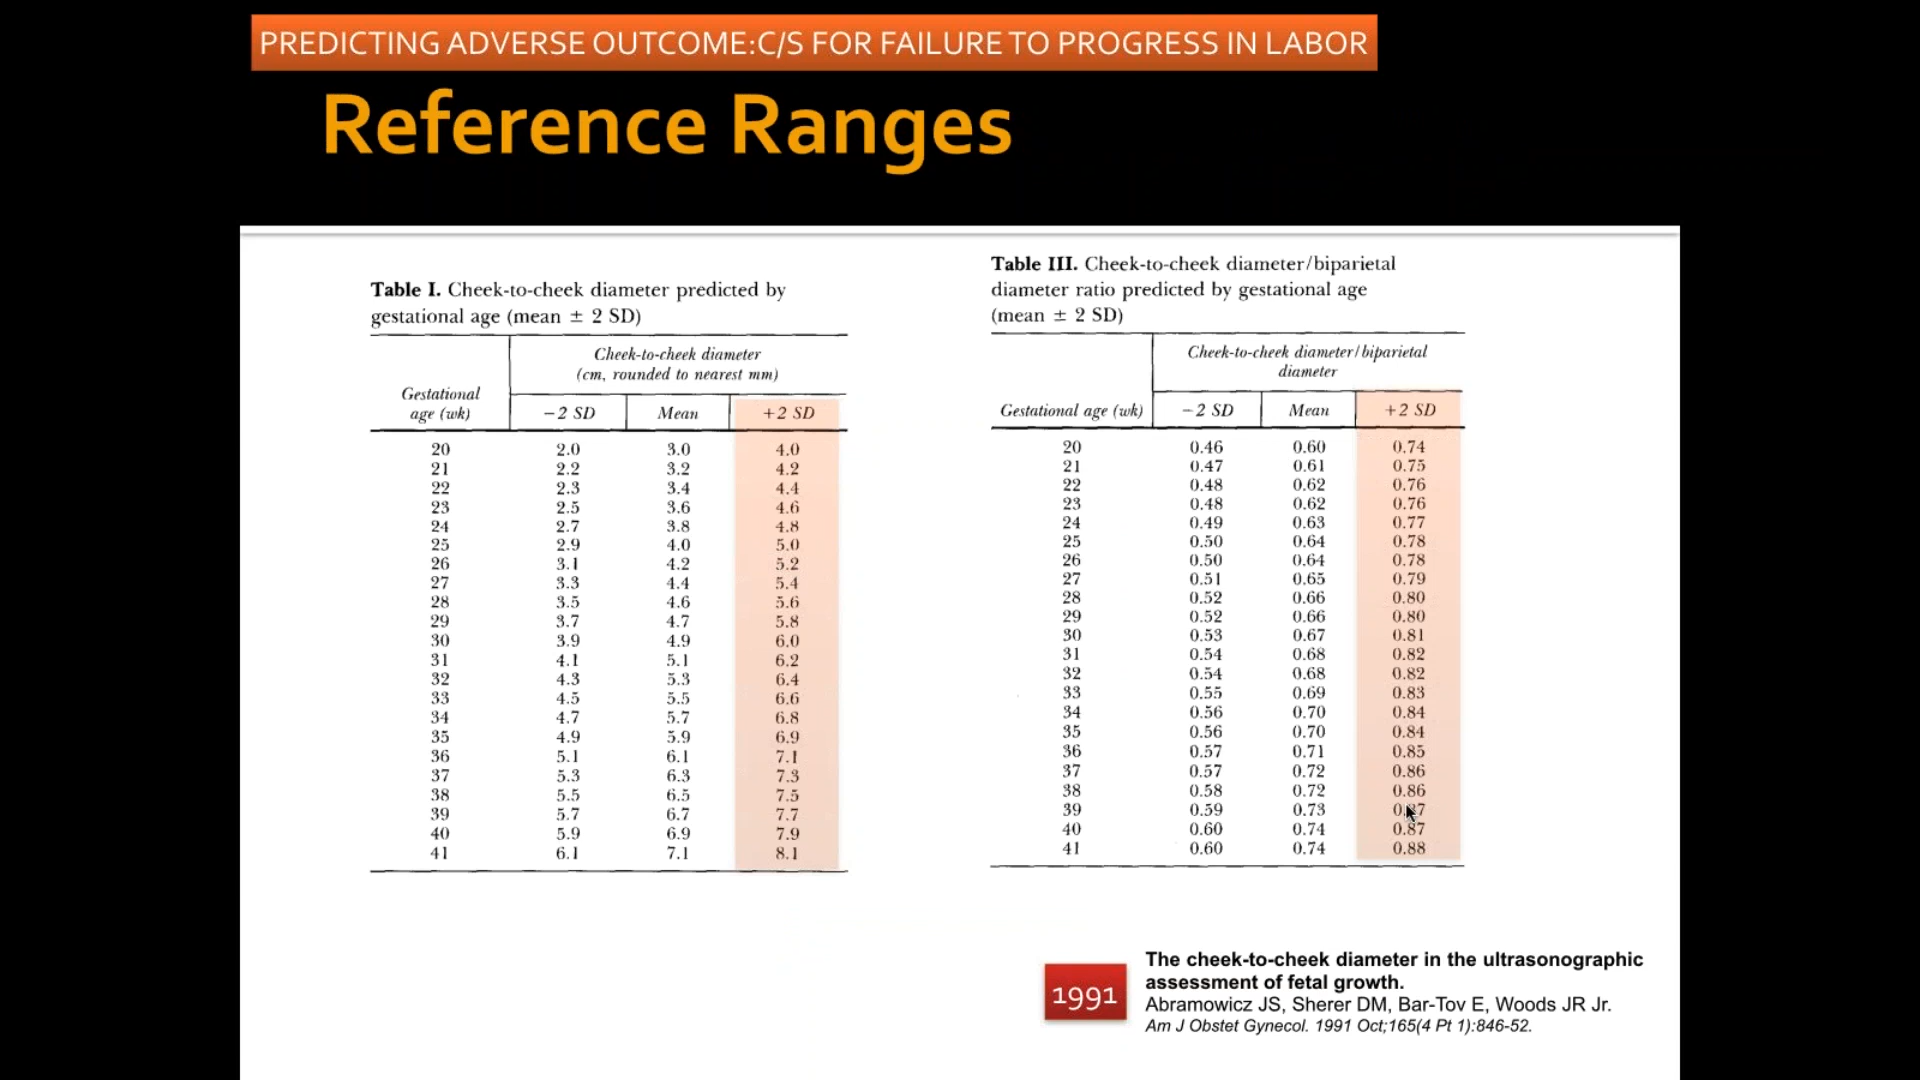 PREDICTING ADVERSE OUTCOME:C/S FOR FAILURE TO PROGRESS IN LABOR
Reference Ranges
Table I. Cheek-to-cheek diameter predicted by
gestational age (mean ± 2 SD)
Cheek-to-cheek diameter
(cm, rounded to nearest mm)
Gestational
age (wk) −2 SD Mean +2 SD
20 2.0 3.0 4.0
21 2.2 3.2 4.2
22 2.3 3.4 4.4
23 2.5 3.6 4.6
24 2.7 3.8 4.8
25 2.9 4.0 5.0
26 3.1 4.2 5.2
27 3.3 4.4 5.4
28 3.5 4.6 5.6
29 3.7 4.7 5.8
30 3.9 4.9 6.0
31 4.1 5.1 6.2
32 4.3 5.3 6.4
33 4.5 5.5 6.6
34 4.7 5.7 6.8
35 4.9 5.9 6.9
36 5.1 6.1 7.1
37 5.3 6.3 7.3
38 5.5 6.5 7.5
39 5.7 6.7 7.7
40 5.9 6.9 7.9
41 6.1 7.1 8.1
Table III. Cheek-to-cheek diameter/biparietal
diameter ratio predicted by gestational age
(mean ± 2 SD)
Cheek-to-cheek diameter/biparietal
diameter
Gestational age (wk) −2 SD Mean +2 SD
20 0.46 0.60 0.74
21 0.47 0.61 0.75
22 0.48 0.62 0.76
23 0.48 0.62 0.76
24 0.49 0.63 0.77
25 0.50 0.64 0.78
26 0.50 0.64 0.78
27 0.51 0.65 0.79
28 0.52 0.66 0.80
29 0.52 0.66 0.80
30 0.53 0.67 0.81
31 0.54 0.68 0.82
32 0.54 0.68 0.82
33 0.55 0.69 0.83
34 0.56 0.70 0.84
35 0.56 0.70 0.84
36 0.57 0.71 0.85
37 0.57 0.72 0.86
38 0.58 0.72 0.86
39 0.59 0.73 0.87
40 0.60 0.74 0.87
41 0.60 0.74 0.88
1991
The cheek-to-cheek diameter in the ultrasonographic
assessment of fetal growth.
Abramowicz JS, Sherer DM, Bar-Tov E, Woods JR Jr.
Am J Obstet Gynecol. 1991 Oct;165(4 Pt 1):846-52.